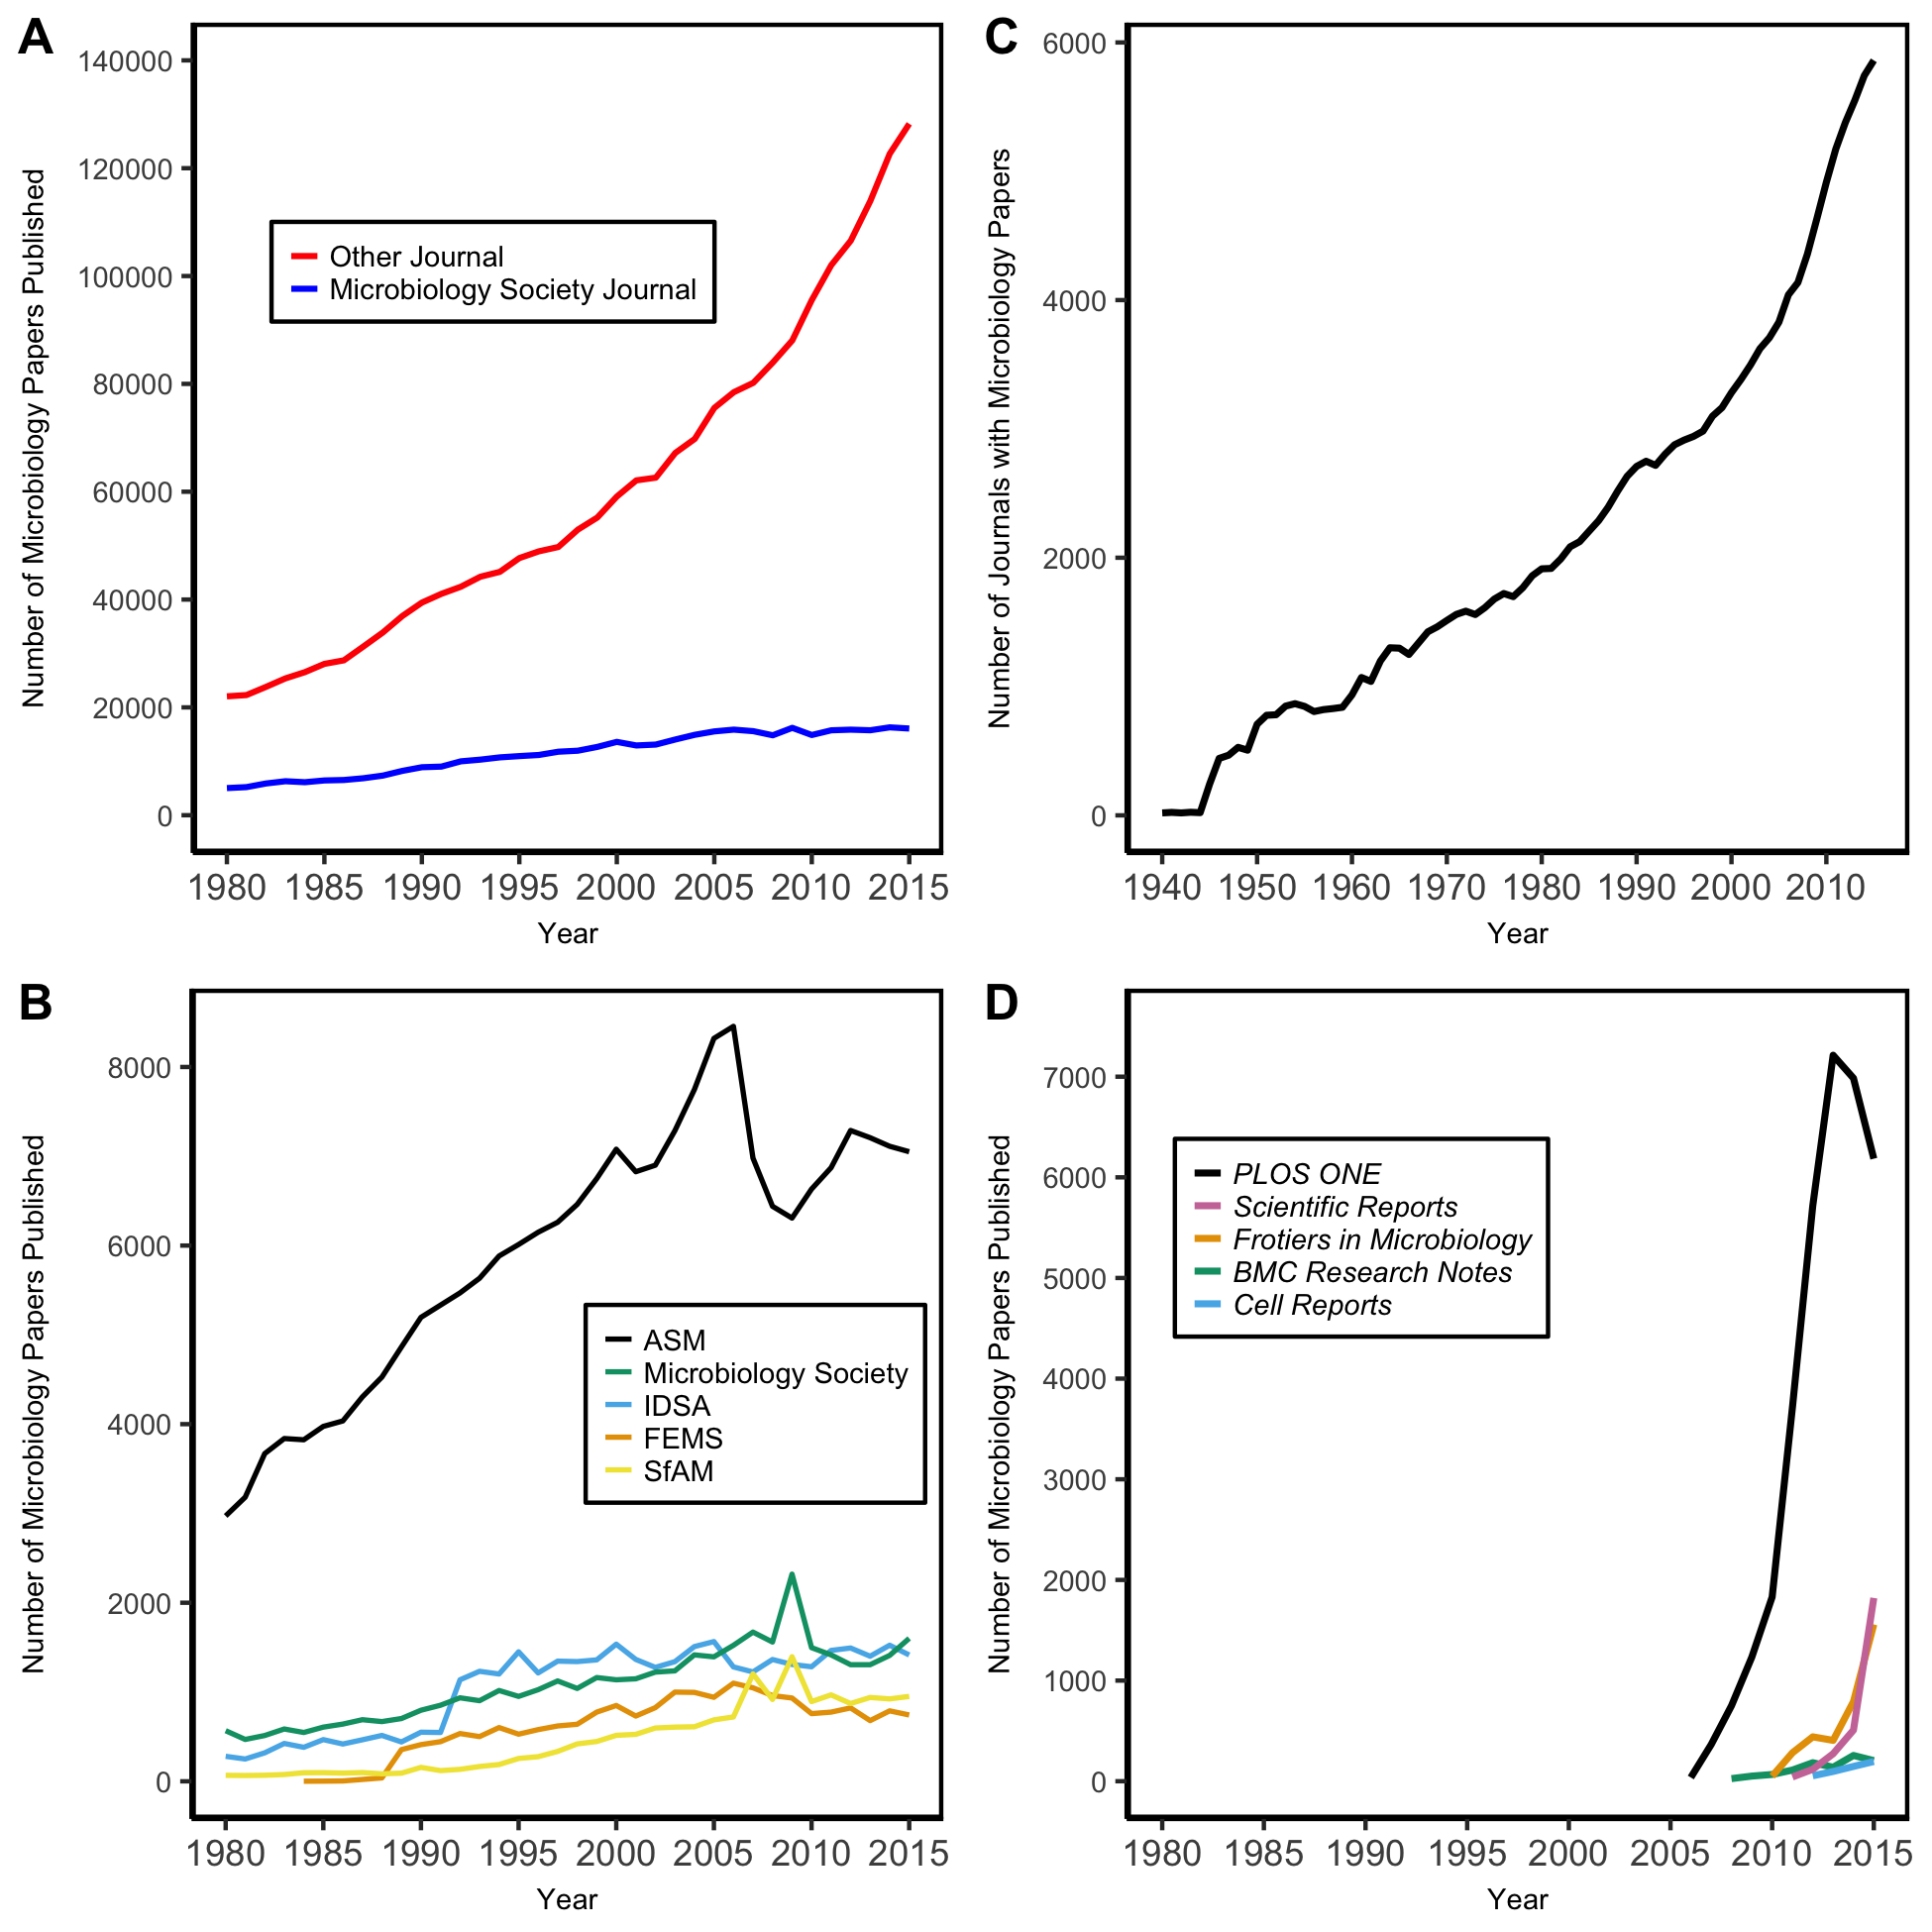 A
Number of Microbiology Papers Published
140000
120000
100000
80000
60000
40000
20000
0
Other Journal
Microbiology Society Journal
1980 1985 1990 1995 2000 2005 2010 2015
Year
C
Number of Journals with Microbiology Papers
6000
4000
2000
0
1940 1950 1960 1970 1980 1990 2000 2010
Year
B
Number of Microbiology Papers Published
8000
6000
4000
2000
0
ASM
Microbiology Society
IDSA
FEMS
SfAM
1980 1985 1990 1995 2000 2005 2010 2015
Year
D
Number of Microbiology Papers Published
7000
6000
5000
4000
3000
2000
1000
0
PLOS ONE
Scientific Reports
Frotiers in Microbiology
BMC Research Notes
Cell Reports
1980 1985 1990 1995 2000 2005 2010 2015
Year